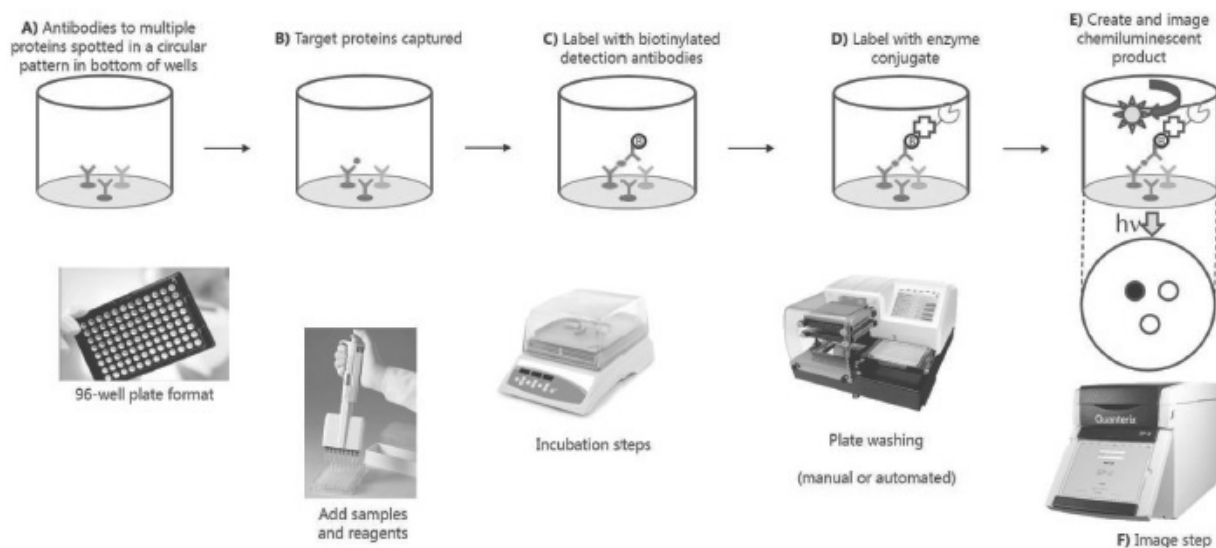 A) Antibodies to multiple
proteins spotted in a circular
pattern in bottom of wells
B) Target proteins captured
C) Label with biotinylated
detection antibodies
D) Label with enzyme
conjugate
E) Create and image
chemiluminescent
product
B
B
B
hν
96-well plate format
Add samples
and reagents
Incubation steps
Plate washing
(manual or automated)
Quanterix
F) Image step